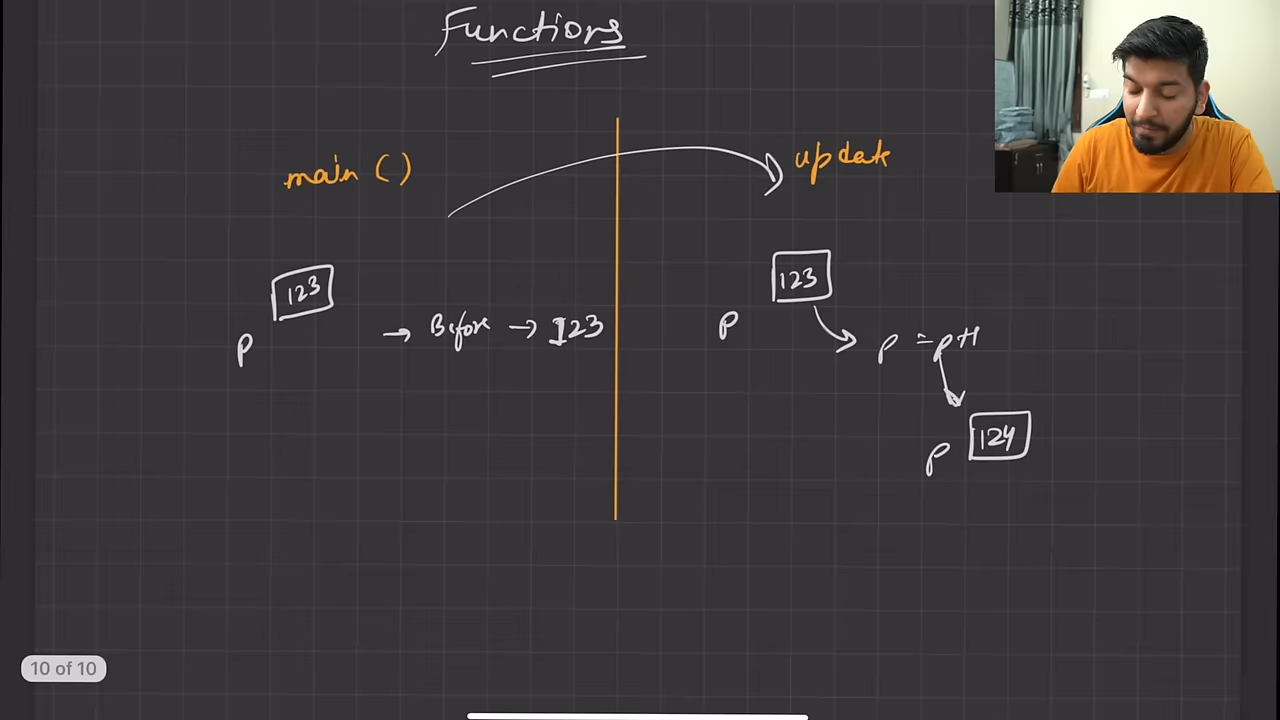 Functions
main ()
update
123
123
p
→ Before → 123
p
p = p+1
p
124
10 of 10